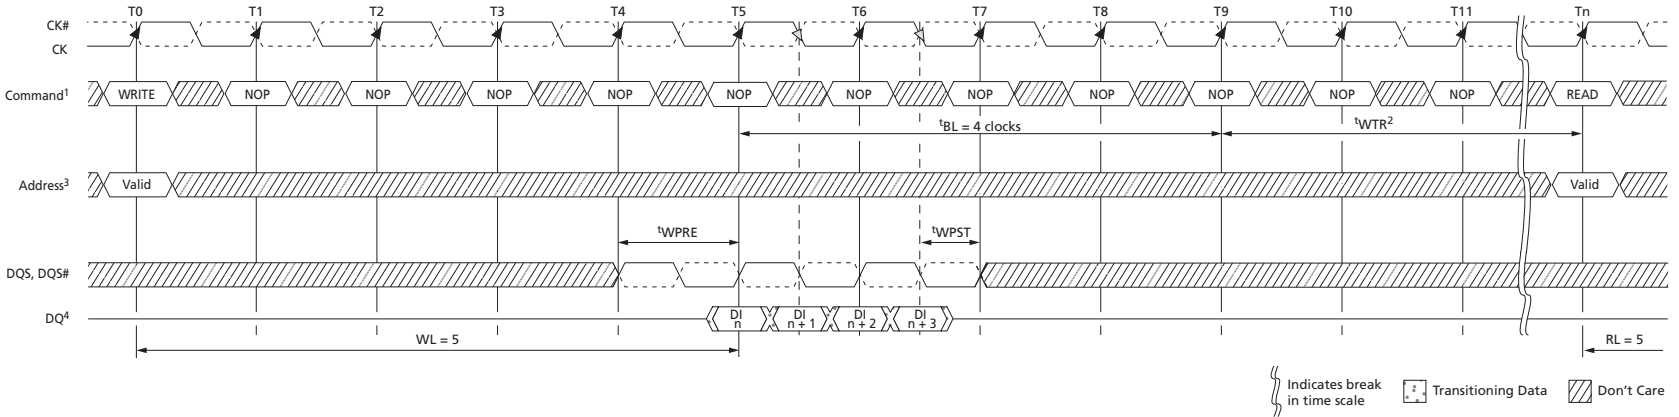 T0 T1 T2 T3 T4 T5 T6 T7 T8 T9 T10 T11 Tn
CK#
CK
Command1 WRITE NOP NOP NOP NOP NOP NOP NOP NOP NOP NOP NOP READ
tBL = 4 clocks tWTR2
Address3 Valid Valid
tWPRE tWPST
DQS, DQS#
DQ4 DI n DI n + 1 DI n + 2 DI n + 3
WL = 5 RL = 5
Indicates break in time scale Transitioning Data Don't Care